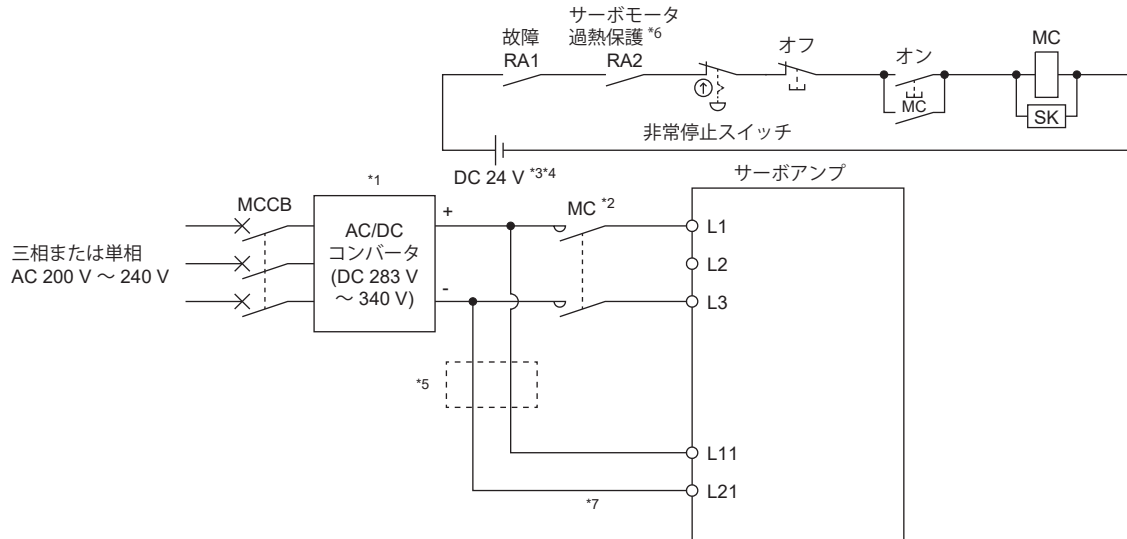 サーボモータ
故障
過熱保護 *6
オフ
オン
MC
RA1
RA2
MC
SK
非常停止スイッチ
DC 24 V *3*4
サーボアンプ
*1
MCCB
三相または単相
AC 200 V ～ 240 V
AC/DC
コンバータ
(DC 283 V
～ 340 V)
+
-
MC *2
L1
L2
L3
*5
L11
L21
*7